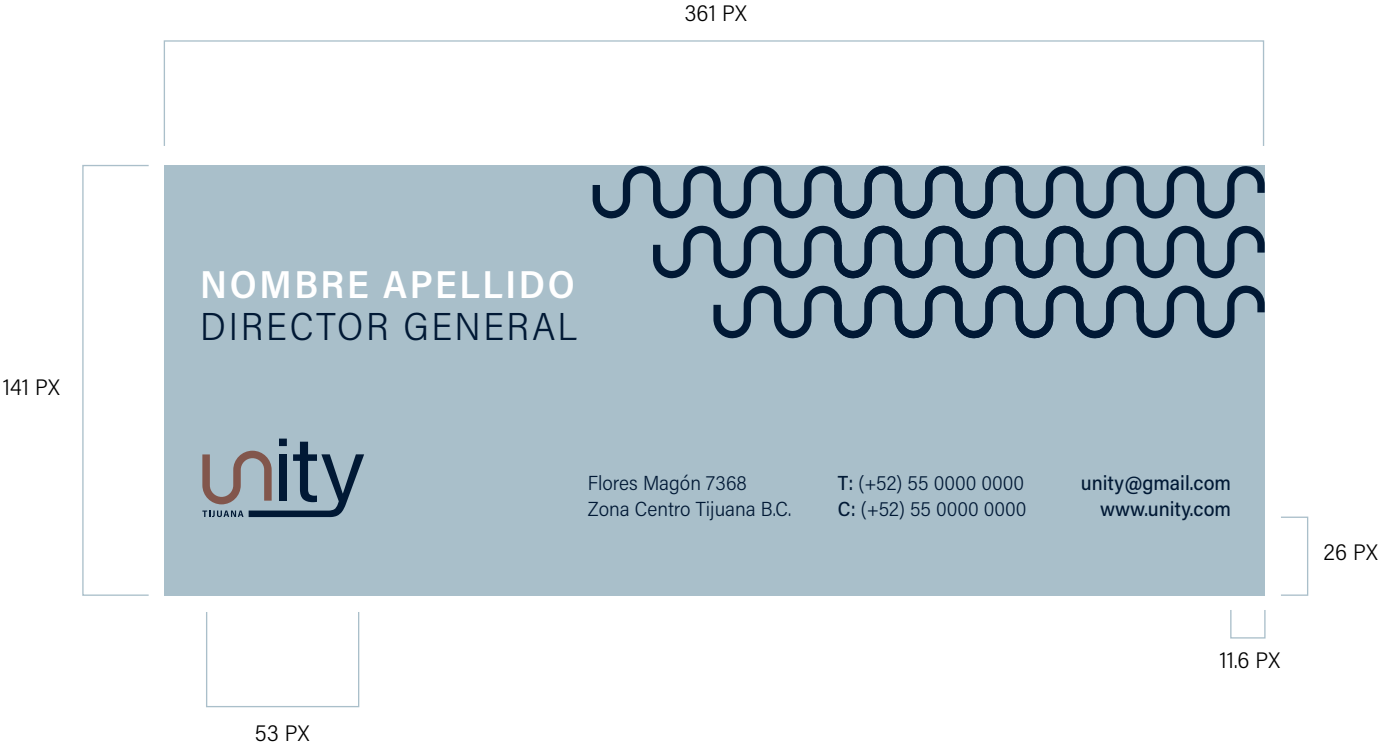 361 PX
141 PX
NOMBRE APELLIDO
DIRECTOR GENERAL
unity
TIJUANA
Flores Magón 7368
Zona Centro Tijuana B.C.
T: (+52) 55 0000 0000
C: (+52) 55 0000 0000
unity@gmail.com
www.unity.com
26 PX
11.6 PX
53 PX